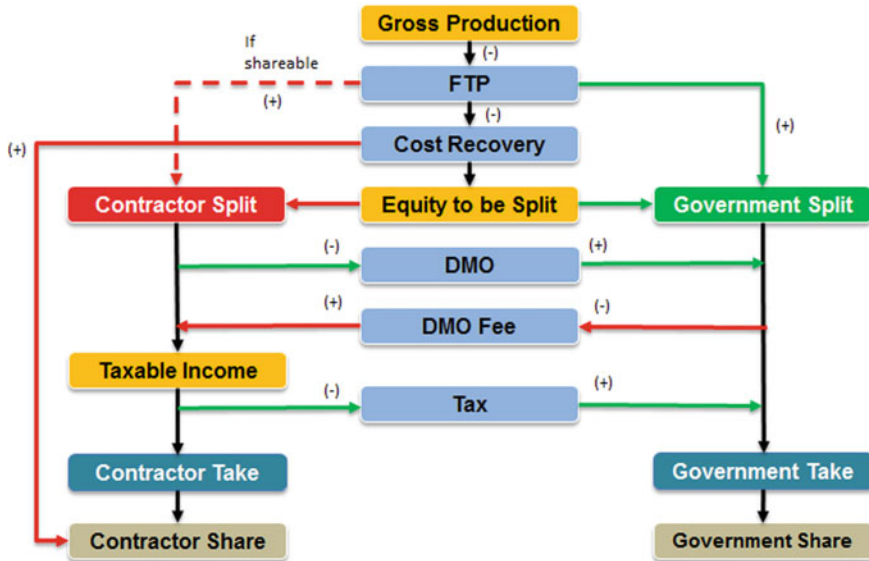 Gross Production
(-)
If
shareable
(+)
FTP
(-)
(+)
(+)
Cost Recovery
Contractor Split
Equity to be Split
Government Split
(-)
DMO
(+)
(+)
DMO Fee
(-)
Taxable Income
(-)
Tax
(+)
Contractor Take
Government Take
Contractor Share
Government Share